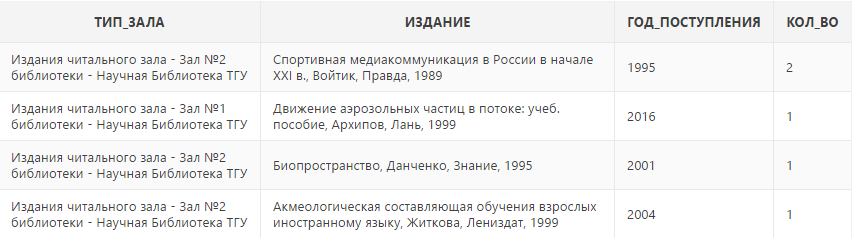 ТИП_ЗАЛА ИЗДАНИЕ ГОД_ПОСТУПЛЕНИЯ КОЛ_ВО
Издания читального зала - Зал №2 Спортивная медиакоммуникация в России в начале
библиотеки - Научная Библиотека ТГУ XXI в., Войтик, Правда, 1989 1995 2
Издания читального зала - Зал №1 Движение аэрозольных частиц в потоке: учеб.
библиотеки - Научная Библиотека ТГУ пособие, Архипов, Лань, 1999 2016 1
Издания читального зала - Зал №2
библиотеки - Научная Библиотека ТГУ Биопространство, Данченко, Знание, 1995 2001 1
Издания читального зала - Зал №2 Акмеологическая составляющая обучения взрослых
библиотеки - Научная Библиотека ТГУ иностранному языку, Житкова, Лениздат, 1999 2004 1